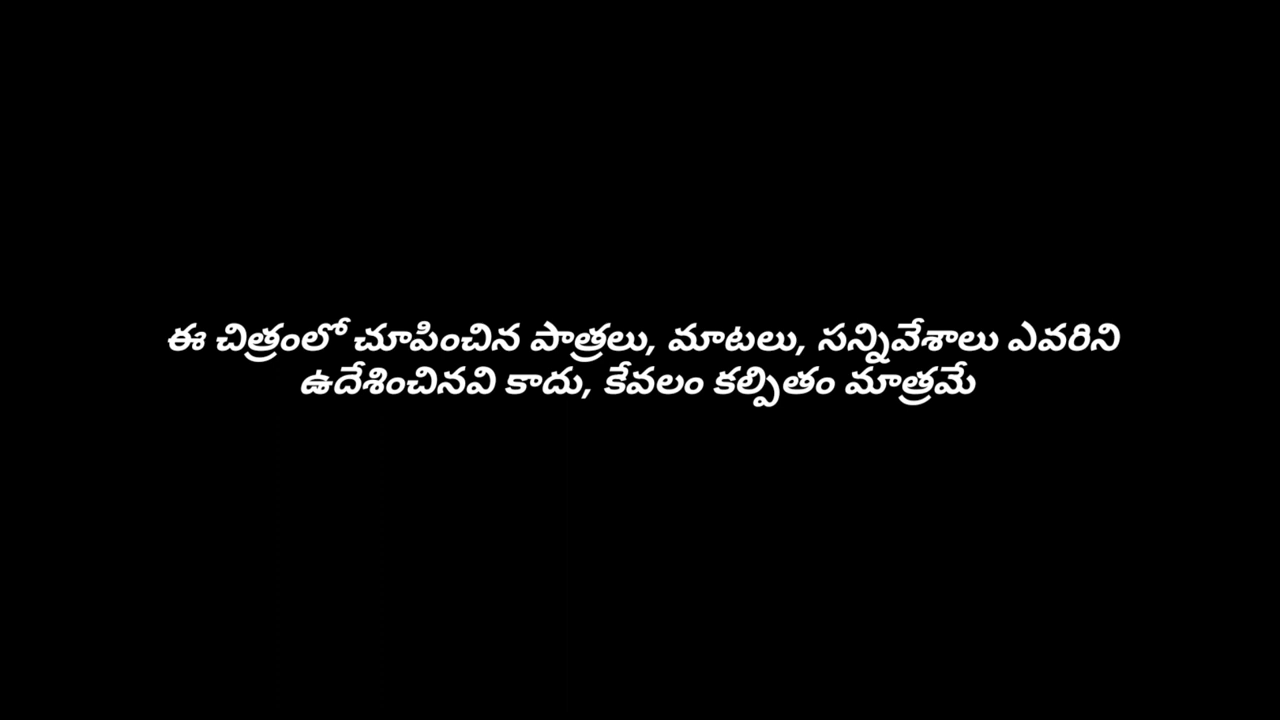 ఈ చిత్రంలో చూపించిన పాత్రలు, మాటలు, సన్నివేశాలు ఎవరిని
ఉదేశించినవి కాదు, కేవలం కల్పితం మాత్రమే